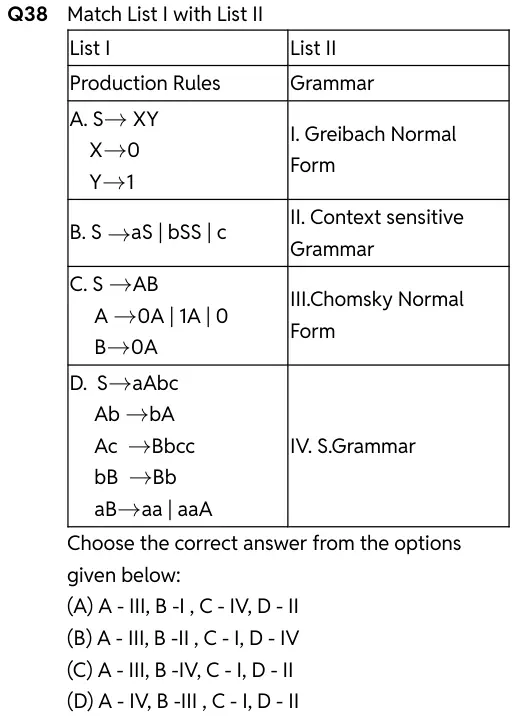 Q38 Match List I with List II
List I List II
Production Rules Grammar
A. S→ XY
X→0
Y→1
I. Greibach Normal
Form
B. S →aS | bSS | c
II. Context sensitive
Grammar
C. S →AB
A →0A | 1A | 0
B→0A
III.Chomsky Normal
Form
D. S→aAbc
Ab →bA
Ac →Bbcc
bB →Bb
aB→aa | aaA
IV. S.Grammar
Choose the correct answer from the options
given below:
(A) A - III, B -I , C - IV, D - II
(B) A - III, B -II , C - I, D - IV
(C) A - III, B -IV, C - I, D - II
(D) A - IV, B -III , C - I, D - II